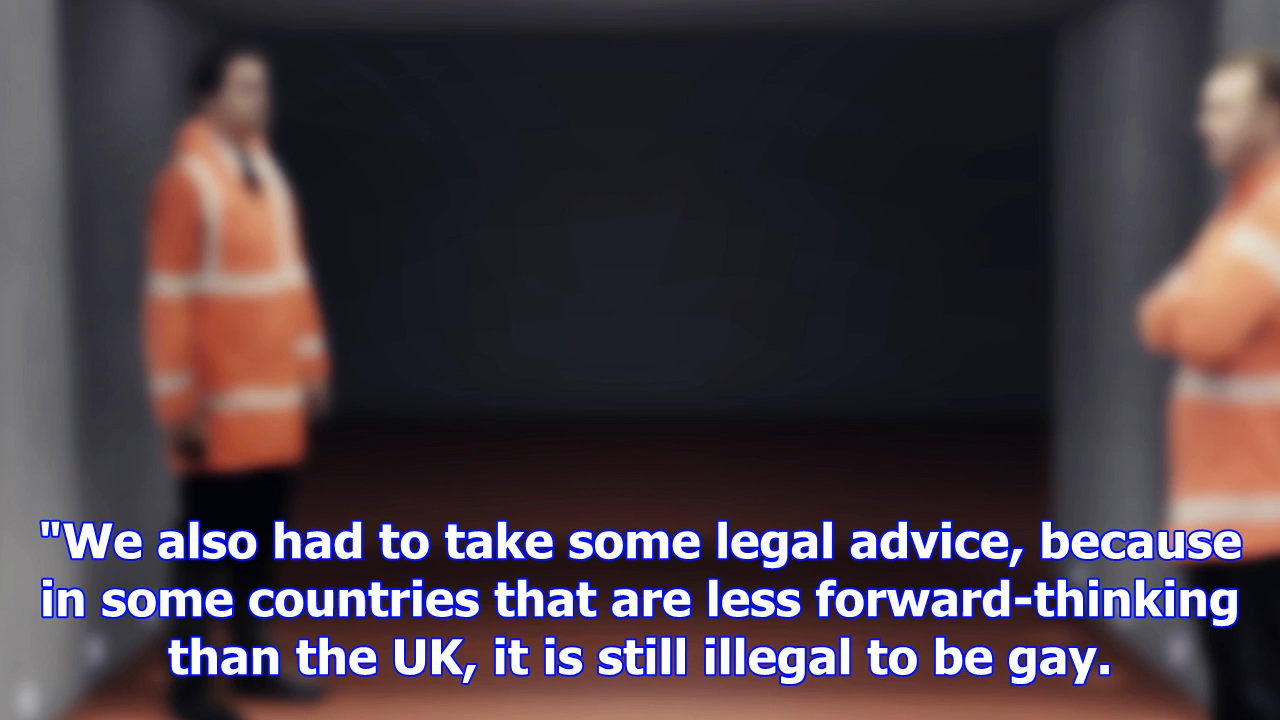 "We also had to take some legal advice, because
in some countries that are less forward-thinking
than the UK, it is still illegal to be gay.